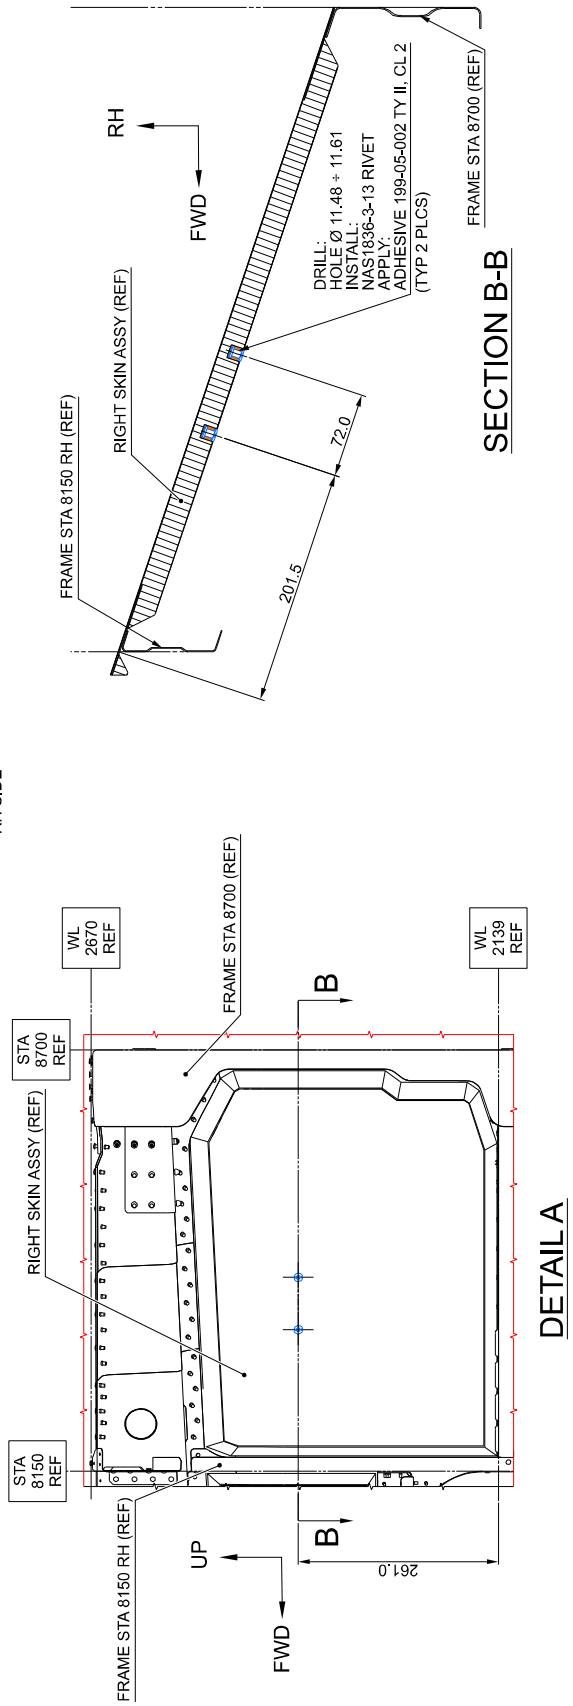 RH
FWD
FRAME STA 8150 RH (REF)
RIGHT SKIN ASSY (REF)
DRILL:
HOLE Ø 11.48 ÷ 11.61
INSTALL:
NAS1836-3-13 RIVET
APPLY:
ADHESIVE 199-05-002 TY II, CL 2
(TYP 2 PLCS)
FRAME STA 8700 (REF)
201.5
72.0
SECTION B-B
STA
8150
REF
STA
8700
REF
WL
2670
REF
WL
2139
REF
RIGHT SKIN ASSY (REF)
FRAME STA 8700 (REF)
FRAME STA 8150 RH (REF)
UP
FWD
B
B
261.0
DETAIL A